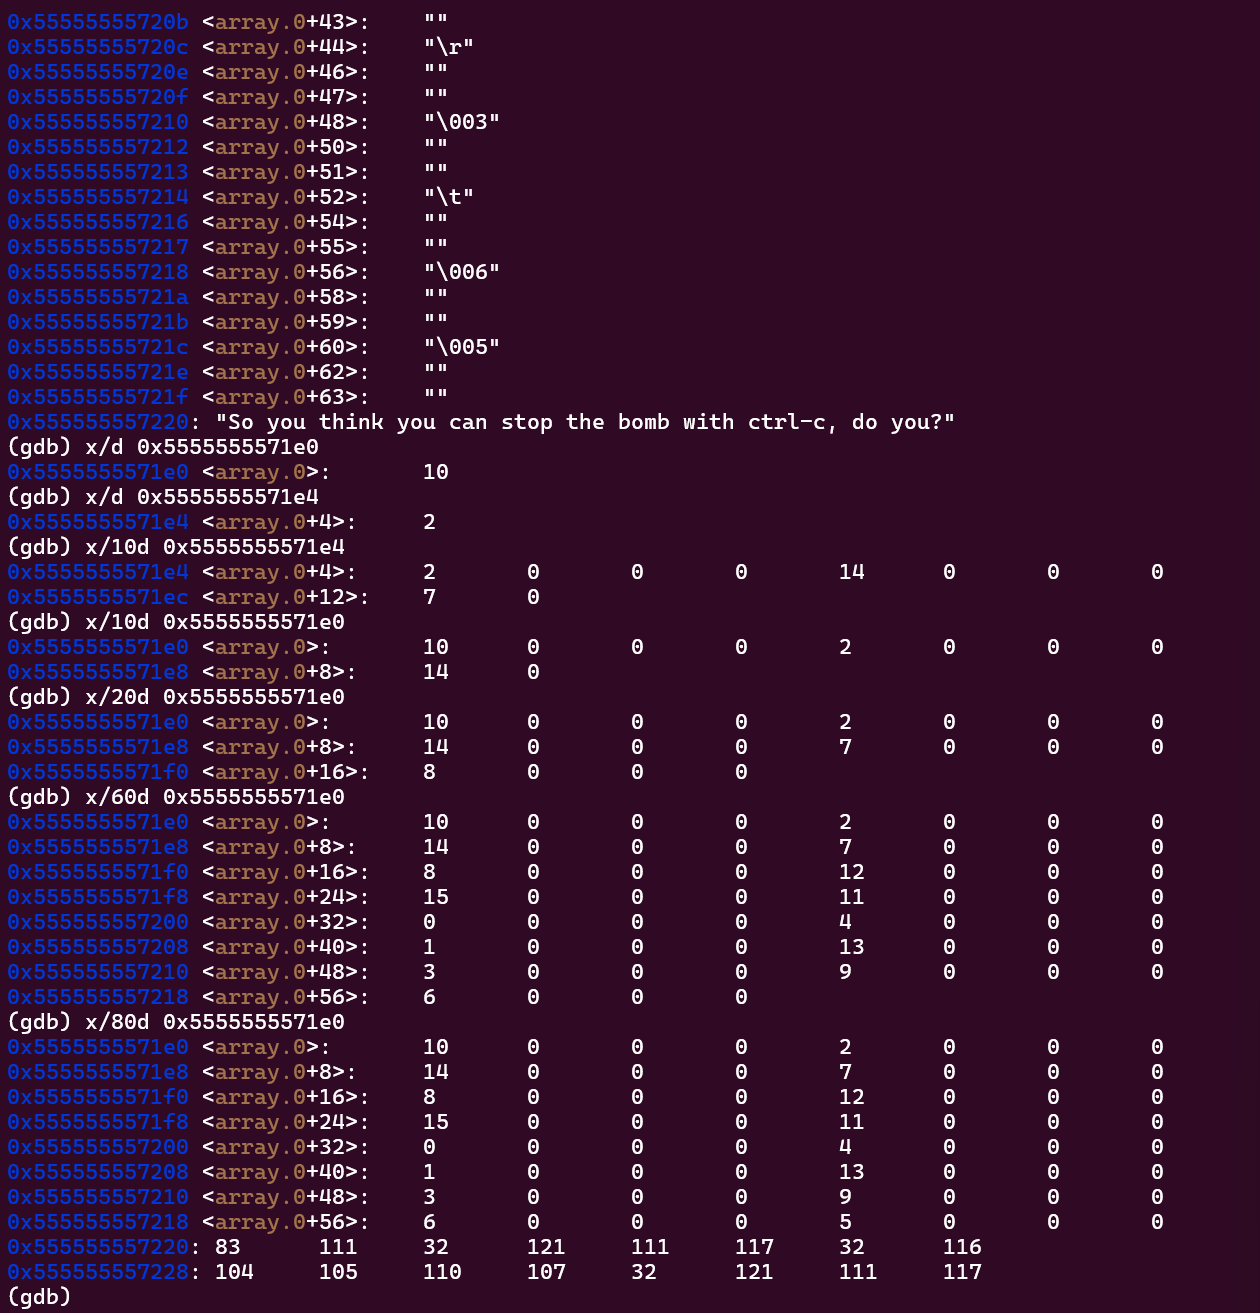 0x55555555720b <array.0+43>: ""
0x55555555720c <array.0+44>: "\r"
0x55555555720e <array.0+46>: ""
0x55555555720f <array.0+47>: ""
0x555555557210 <array.0+48>: "\003"
0x555555557212 <array.0+50>: ""
0x555555557213 <array.0+51>: ""
0x555555557214 <array.0+52>: "\t"
0x555555557216 <array.0+54>: ""
0x555555557217 <array.0+55>: ""
0x555555557218 <array.0+56>: "\006"
0x55555555721a <array.0+58>: ""
0x55555555721b <array.0+59>: ""
0x55555555721c <array.0+60>: "\005"
0x55555555721e <array.0+62>: ""
0x55555555721f <array.0+63>: ""
0x555555557220: "So you think you can stop the bomb with ctrl-c, do you?"
(gdb) x/d 0x5555555571e0
0x5555555571e0 <array.0>: 10
(gdb) x/d 0x5555555571e4
0x5555555571e4 <array.0+4>: 2
(gdb) x/10d 0x5555555571e4
0x5555555571e4 <array.0+4>: 2 0 0 0 14 0 0 0
0x5555555571ec <array.0+12>: 7 0
(gdb) x/10d 0x5555555571e0
0x5555555571e0 <array.0>: 10 0 0 0 2 0 0 0
0x5555555571e8 <array.0+8>: 14 0
(gdb) x/20d 0x5555555571e0
0x5555555571e0 <array.0>: 10 0 0 0 2 0 0 0
0x5555555571e8 <array.0+8>: 14 0 0 0 7 0 0 0
0x5555555571f0 <array.0+16>: 8 0 0 0
(gdb) x/60d 0x5555555571e0
0x5555555571e0 <array.0>: 10 0 0 0 2 0 0 0
0x5555555571e8 <array.0+8>: 14 0 0 0 7 0 0 0
0x5555555571f0 <array.0+16>: 8 0 0 0 12 0 0 0
0x5555555571f8 <array.0+24>: 15 0 0 0 11 0 0 0
0x555555557200 <array.0+32>: 0 0 0 0 4 0 0 0
0x555555557208 <array.0+40>: 1 0 0 0 13 0 0 0
0x555555557210 <array.0+48>: 3 0 0 0 9 0 0 0
0x555555557218 <array.0+56>: 6 0 0 0
(gdb) x/80d 0x5555555571e0
0x5555555571e0 <array.0>: 10 0 0 0 2 0 0 0
0x5555555571e8 <array.0+8>: 14 0 0 0 7 0 0 0
0x5555555571f0 <array.0+16>: 8 0 0 0 12 0 0 0
0x5555555571f8 <array.0+24>: 15 0 0 0 11 0 0 0
0x555555557200 <array.0+32>: 0 0 0 0 4 0 0 0
0x555555557208 <array.0+40>: 1 0 0 0 13 0 0 0
0x555555557210 <array.0+48>: 3 0 0 0 9 0 0 0
0x555555557218 <array.0+56>: 6 0 0 0 5 0 0 0
0x555555557220: 83 111 32 121 111 117 32 116
0x555555557228: 104 105 110 107 32 121 111 117
(gdb)